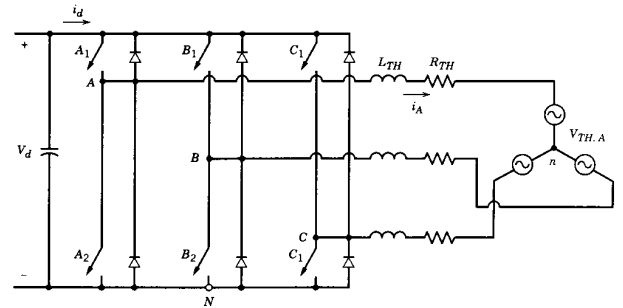 i_d
+
A_1
B_1
C_1
A
L_TH
R_TH
i_A
V_d
B
V_TH. A
n
C
A_2
B_2
C_1
−
N